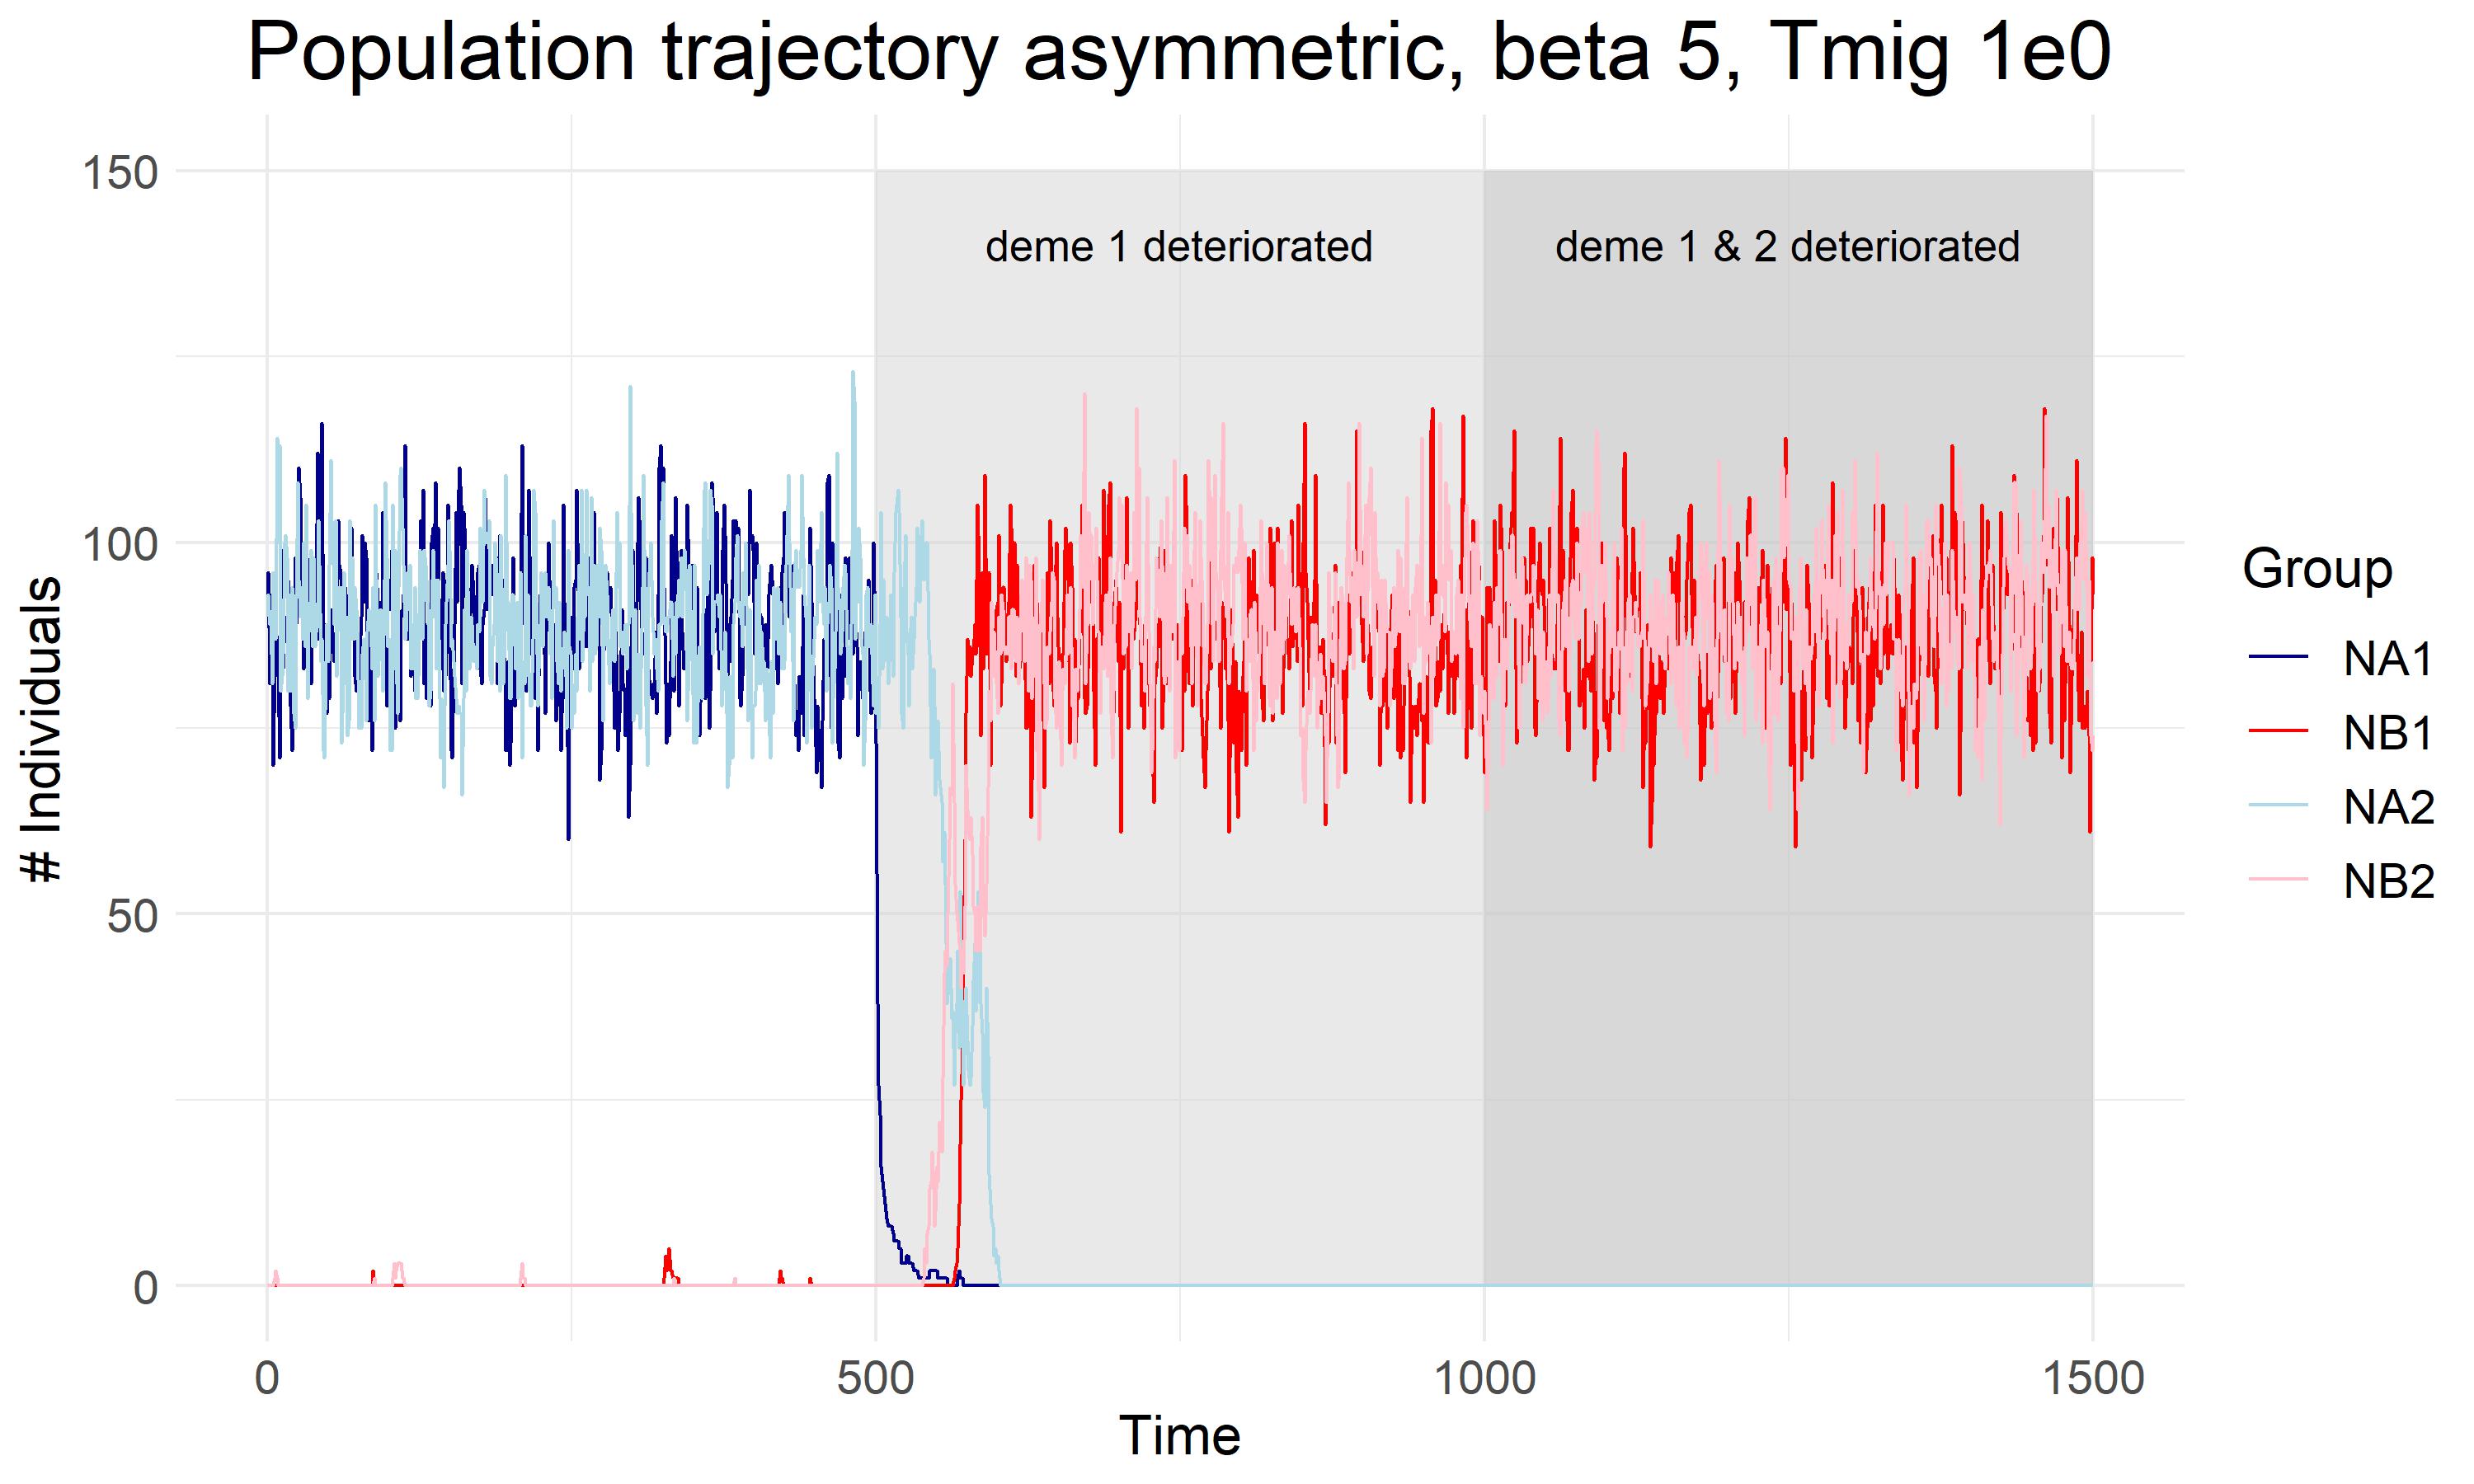 Population trajectory asymmetric, beta 5, Tmig 1e0
150
100
50
0
# Individuals
deme 1 deteriorated
deme 1 & 2 deteriorated
0
500
1000
1500
Time
Group
NA1
NB1
NA2
NB2